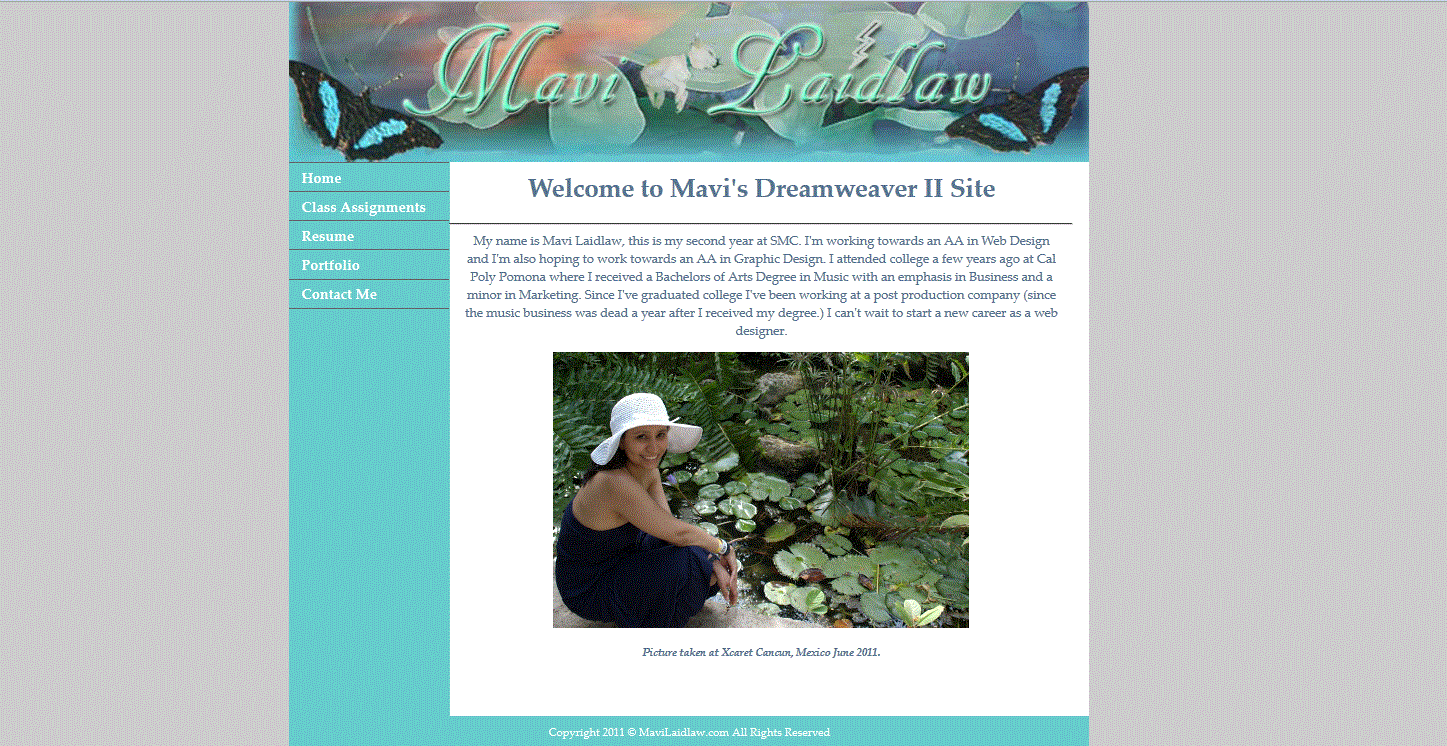 Mavi Laidlaw
Home
Class Assignments
Resume
Portfolio
Contact Me
Welcome to Mavi's Dreamweaver II Site
My name is Mavi Laidlaw, this is my second year at SMC. I'm working towards an AA in Web Design
and I'm also hoping to work towards an AA in Graphic Design. I attended college a few years ago at Cal
Poly Pomona where I received a Bachelors of Arts Degree in Music with an emphasis in Business and a
minor in Marketing. Since I've graduated college I've been working at a post production company (since
the music business was dead a year after I received my degree.) I can't wait to start a new career as a web
designer.
Picture taken at Xcaret Cancun, Mexico June 2011.
Copyright 2011 © MaviLaidlaw.com All Rights Reserved